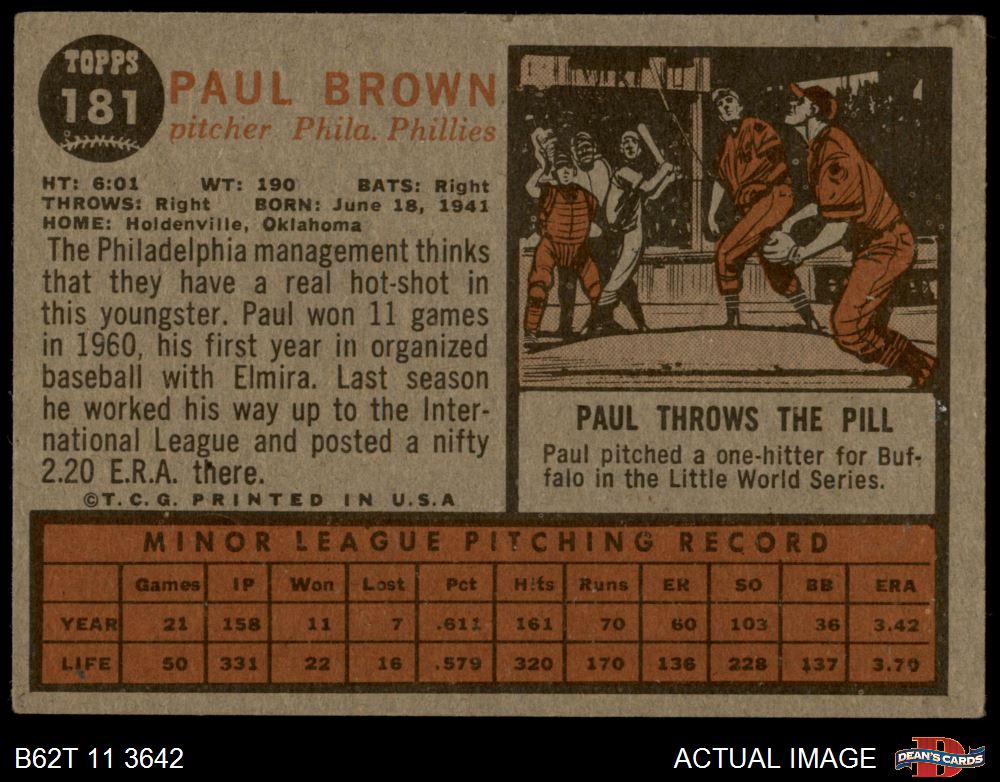 TOPPS
181
PAUL BROWN
pitcher Phila. Phillies
HT: 6:01 WT: 190 BATS: Right
THROWS: Right BORN: June 18, 1941
HOME: Holdenville, Oklahoma
The Philadelphia management thinks
that they have a real hot-shot in
this youngster. Paul won 11 games
in 1960, his first year in organized
baseball with Elmira. Last season
he worked his way up to the Inter-
national League and posted a nifty
2.20 E.R.A. there.
©T.C.G. PRINTED IN U.S.A
PAUL THROWS THE PILL
Paul pitched a one-hitter for Buf-
falo in the Little World Series.
MINOR LEAGUE PITCHING RECORD
Games IP Won Lost Pct Hits Runs ER SO BB ERA
YEAR 21 158 11 7 .611 161 70 60 103 36 3.42
LIFE 50 331 22 16 .579 320 170 136 228 137 3.70
B62T 11 3642
ACTUAL IMAGE
D
DEAN'S CARDS